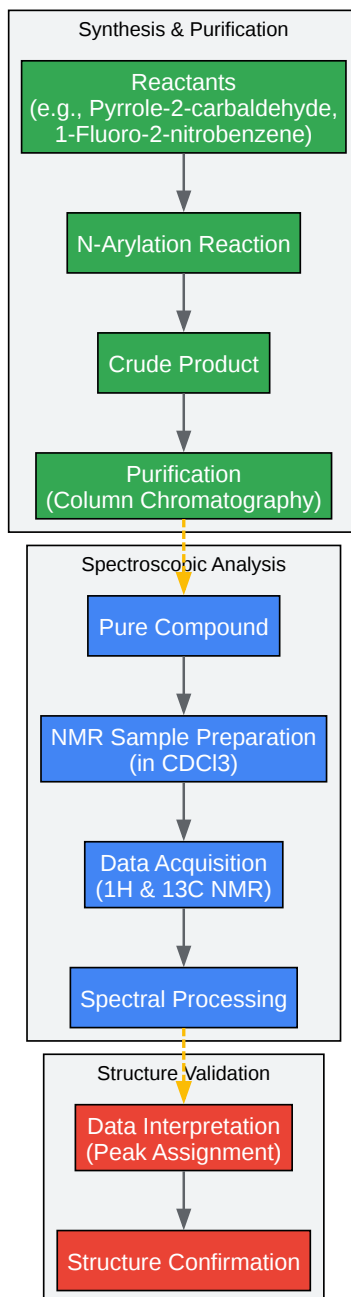 Synthesis & Purification
Reactants
(e.g., Pyrrole-2-carbaldehyde,
1-Fluoro-2-nitrobenzene)
N-Arylation Reaction
Crude Product
Purification
(Column Chromatography)
Spectroscopic Analysis
Pure Compound
NMR Sample Preparation
(in CDCl3)
Data Acquisition
(1H & 13C NMR)
Spectral Processing
Structure Validation
Data Interpretation
(Peak Assignment)
Structure Confirmation